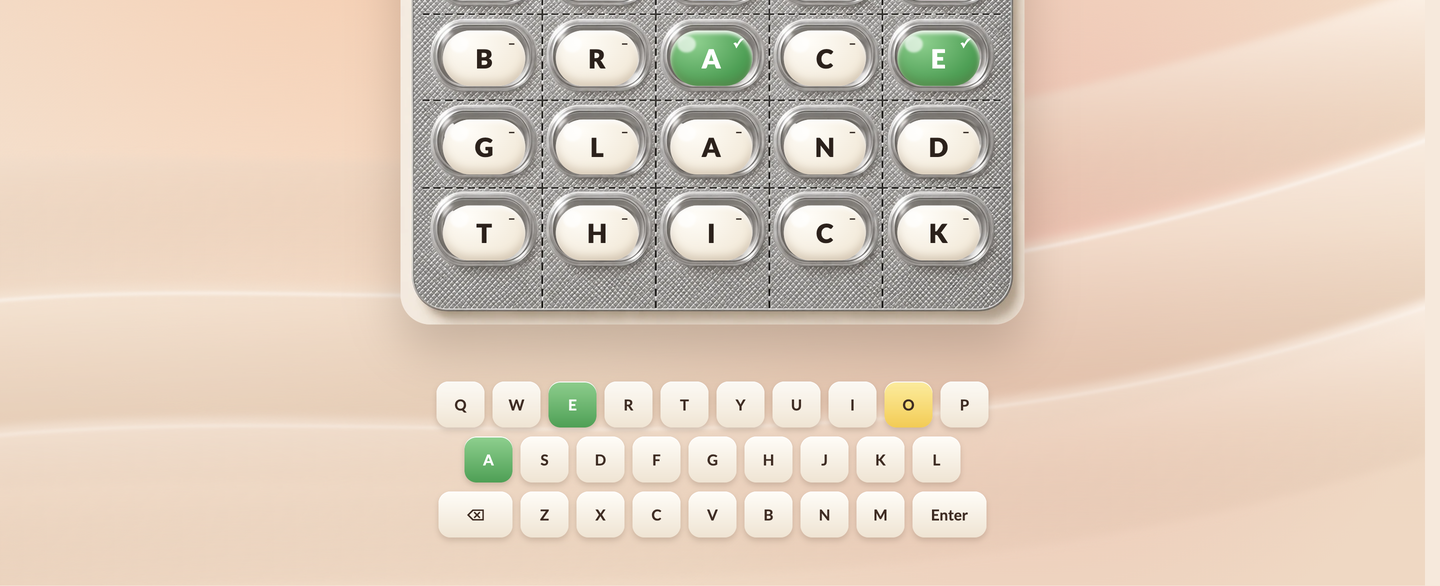 B R A ✓ C E ✓
G L A N D
T H I C K
Q W E R T Y U I O P
A S D F G H J K L
Z X C V B N M Enter